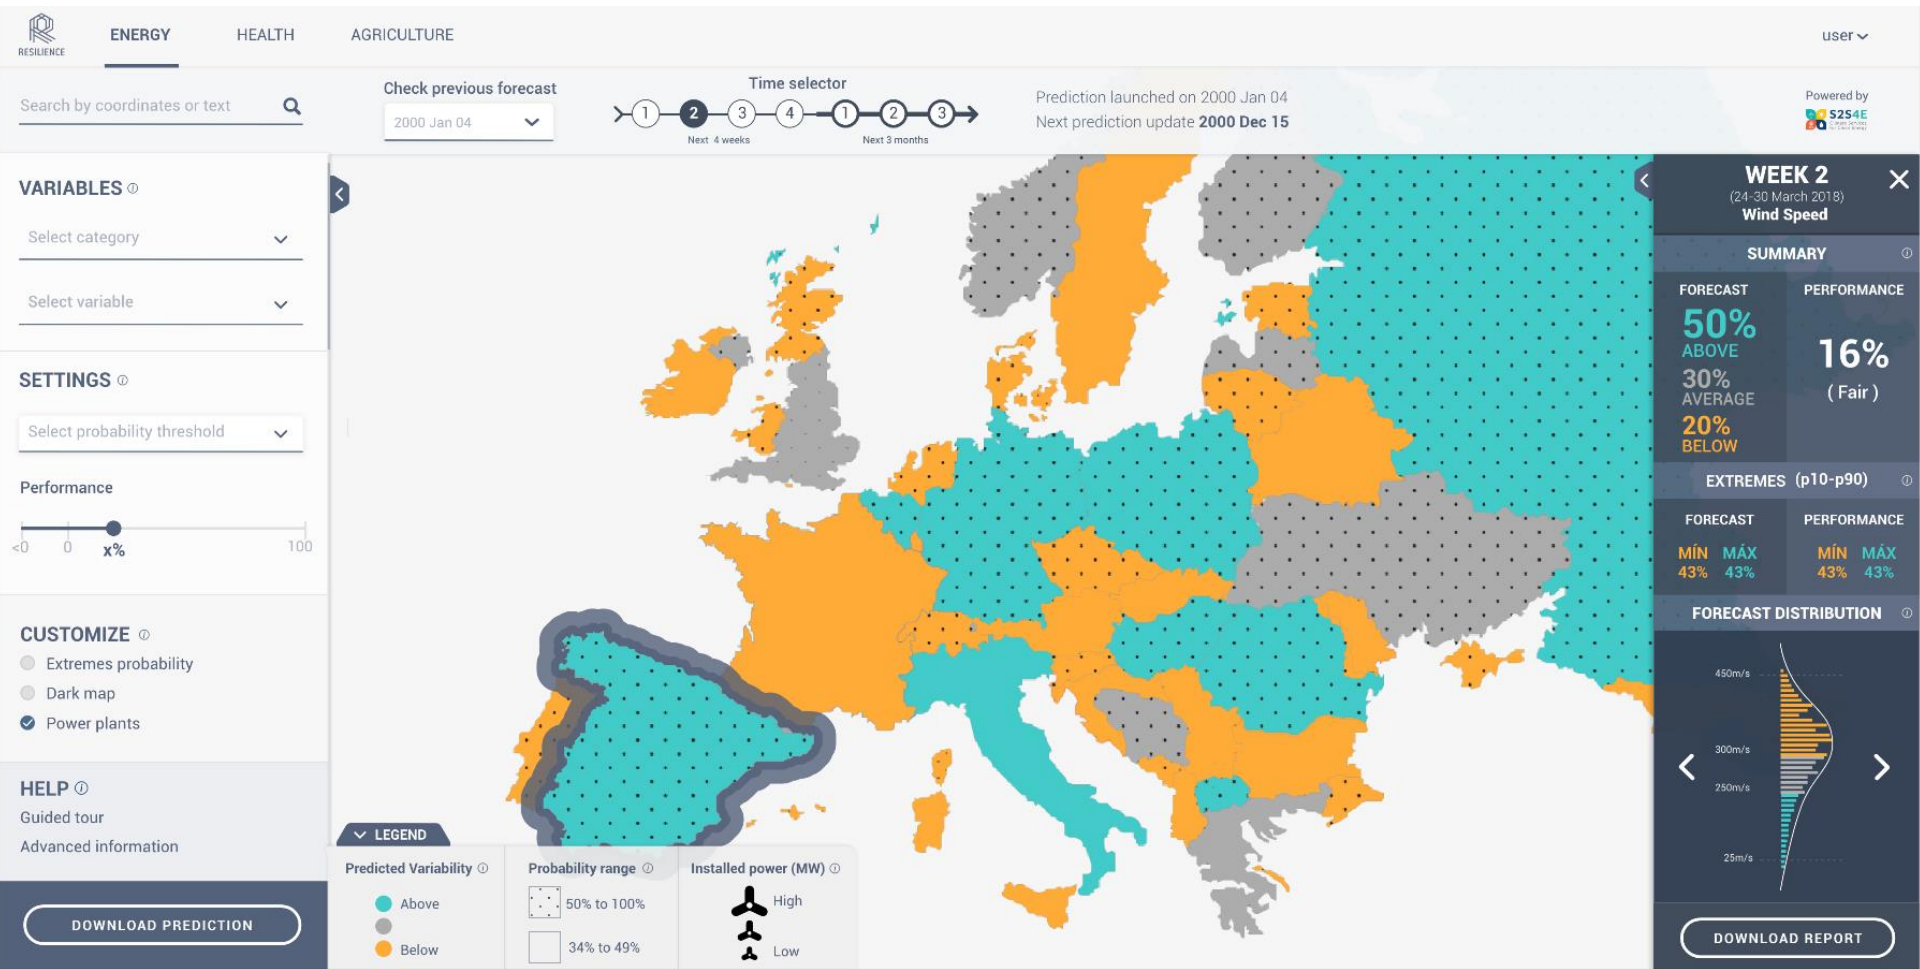 RESILIENCE
ENERGY
HEALTH
AGRICULTURE
user
Search by coordinates or text
Check previous forecast
2000 Jan 04
Time selector
1 2 3 4 1 2 3
Next 4 weeks
Next 3 months
Prediction launched on 2000 Jan 04
Next prediction update 2000 Dec 15
Powered by
S2S4E
VARIABLES
Select category
Select variable
SETTINGS
Select probability threshold
Performance
<0 0 x% 100
CUSTOMIZE
Extremes probability
Dark map
Power plants
HELP
Guided tour
Advanced information
DOWNLOAD PREDICTION
LEGEND
Predicted Variability
Above
Below
Probability range
50% to 100%
34% to 49%
Installed power (MW)
High
Low
WEEK 2
(24-30 March 2018)
Wind Speed
SUMMARY
FORECAST
50%
ABOVE
30%
AVERAGE
20%
BELOW
PERFORMANCE
16%
( Fair )
EXTREMES (p10-p90)
FORECAST
MÍN MÁX
43% 43%
PERFORMANCE
MÍN MÁX
43% 43%
FORECAST DISTRIBUTION
450m/s
300m/s
250m/s
25m/s
DOWNLOAD REPORT